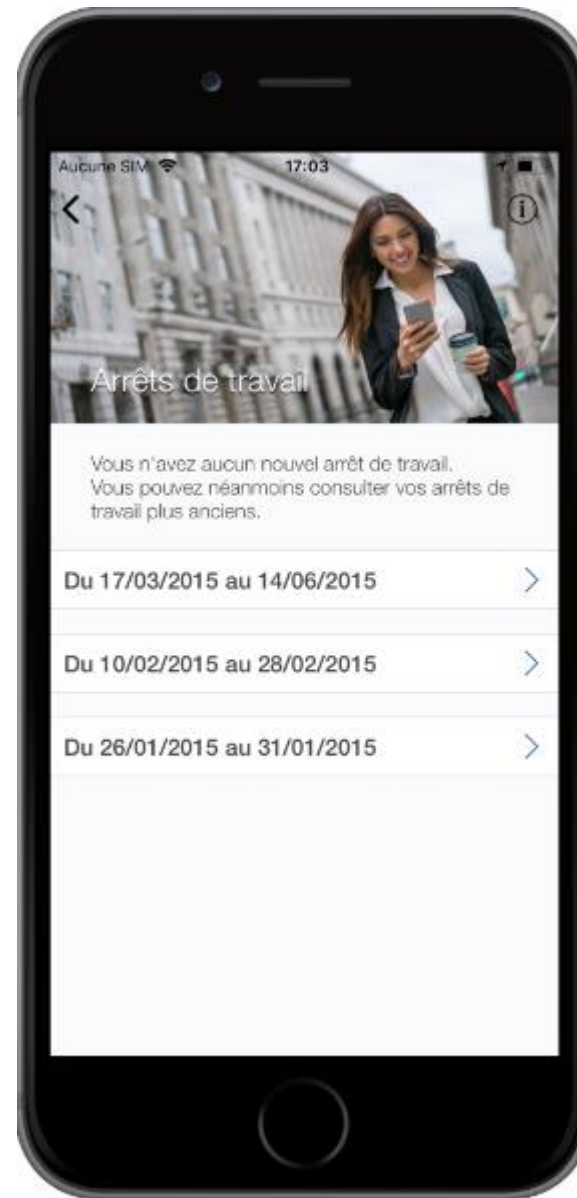 Aucune SIM 17:03
Arrêts de travail
Vous n'avez aucun nouvel arrêt de travail.
Vous pouvez néanmoins consulter vos arrêts de
travail plus anciens.
Du 17/03/2015 au 14/06/2015
Du 10/02/2015 au 28/02/2015
Du 26/01/2015 au 31/01/2015